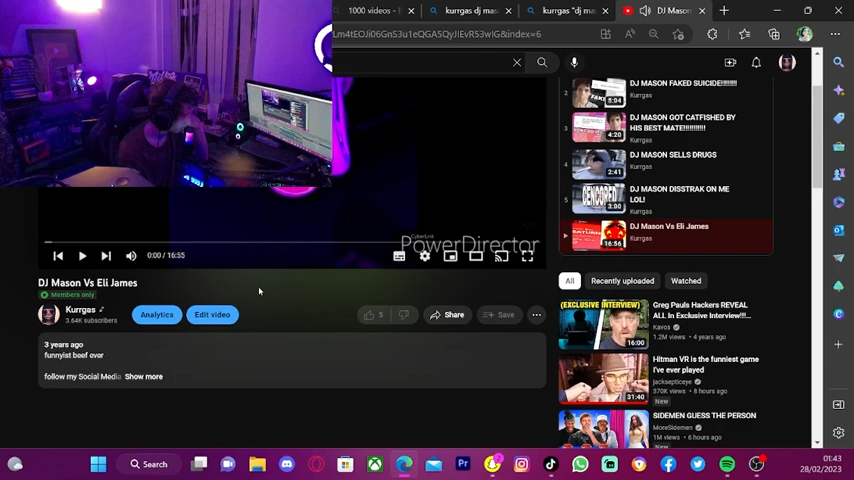 1000 videos -
kurrgas dj mas
kurrgas "dj ma
DJ Mason
Lm4tEOJi06GnS3u1eQGA5QyJIEvR53wIG&index=6
2
DJ MASON FAKED SUICIDE!!!!!!!!!
Kurrgas
5:04
3
DJ MASON GOT CATFISHED BY
HIS BEST MATE!!!!!!!!!!!
Kurrgas
4:20
4
DJ MASON SELLS DRUGS
Kurrgas
2:41
5
CENSORED
DJ MASON DISSTRAK ON ME
LOL!
Kurrgas
3:00
DJ Mason Vs Eli James
Kurrgas
16:56
CyberLink
PowerDirector
0:00 / 16:55
DJ Mason Vs Eli James
Members only
Kurrgas
3.64K subscribers
Analytics
Edit video
5
Share
Save
3 years ago
funnyist beef ever
follow my Social Media Show more
All
Recently uploaded
Watched
(EXCLUSIVE INTERVIEW)
Greg Pauls Hackers REVEAL
ALL In Exclusive Interview!!!...
Kavos
1.2M views • 4 years ago
16:00
Hitman VR is the funniest game
I've ever played
jacksepticeye
370K views • 8 hours ago
New
31:40
SIDEMEN GUESS THE PERSON
MoreSidemen
1M views • 6 hours ago
New
Search
Pr
01:43
28/02/2023